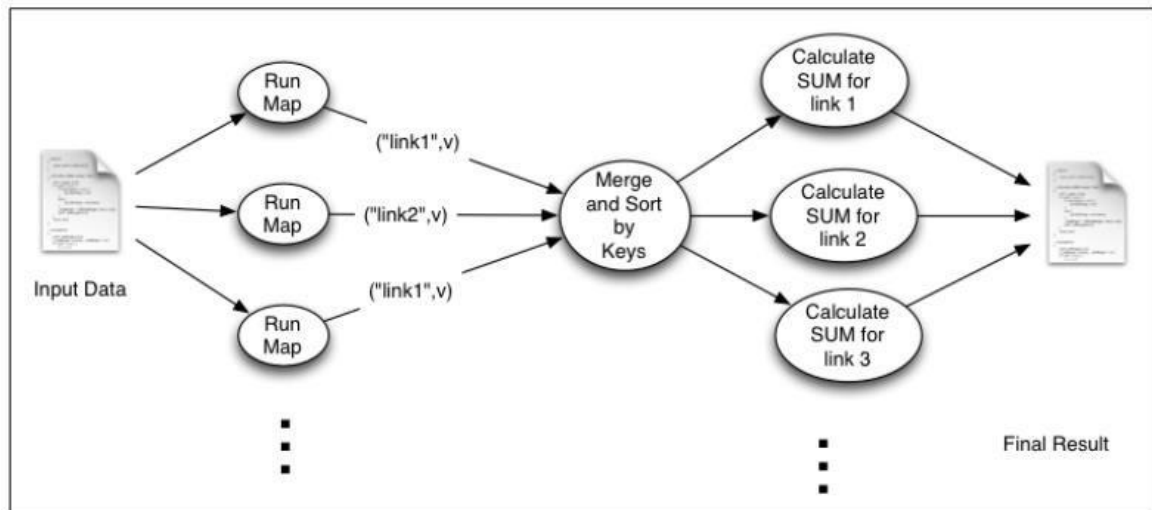 Input Data
Run
Map
Run
Map
Run
Map
("link1",v)
("link2",v)
("link1",v)
Merge
and Sort
by
Keys
Calculate
SUM for
link 1
Calculate
SUM for
link 2
Calculate
SUM for
link 3
Final Result